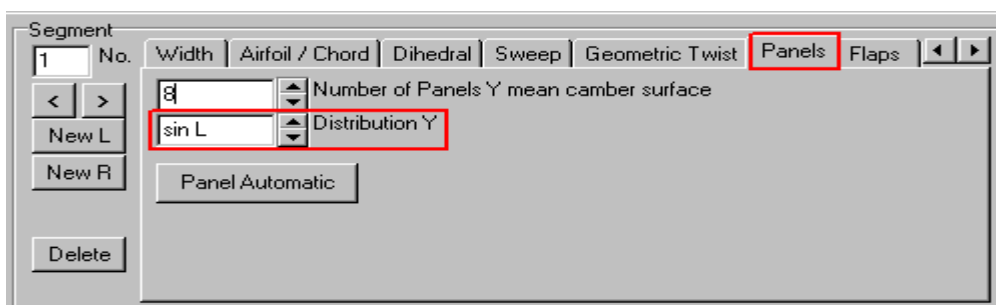 Segment
1 No.
Width Airfoil / Chord Dihedral Sweep Geometric Twist Panels Flaps
< >
8 Number of Panels Y mean camber surface
New L
sin L Distribution Y
New R
Panel Automatic
Delete